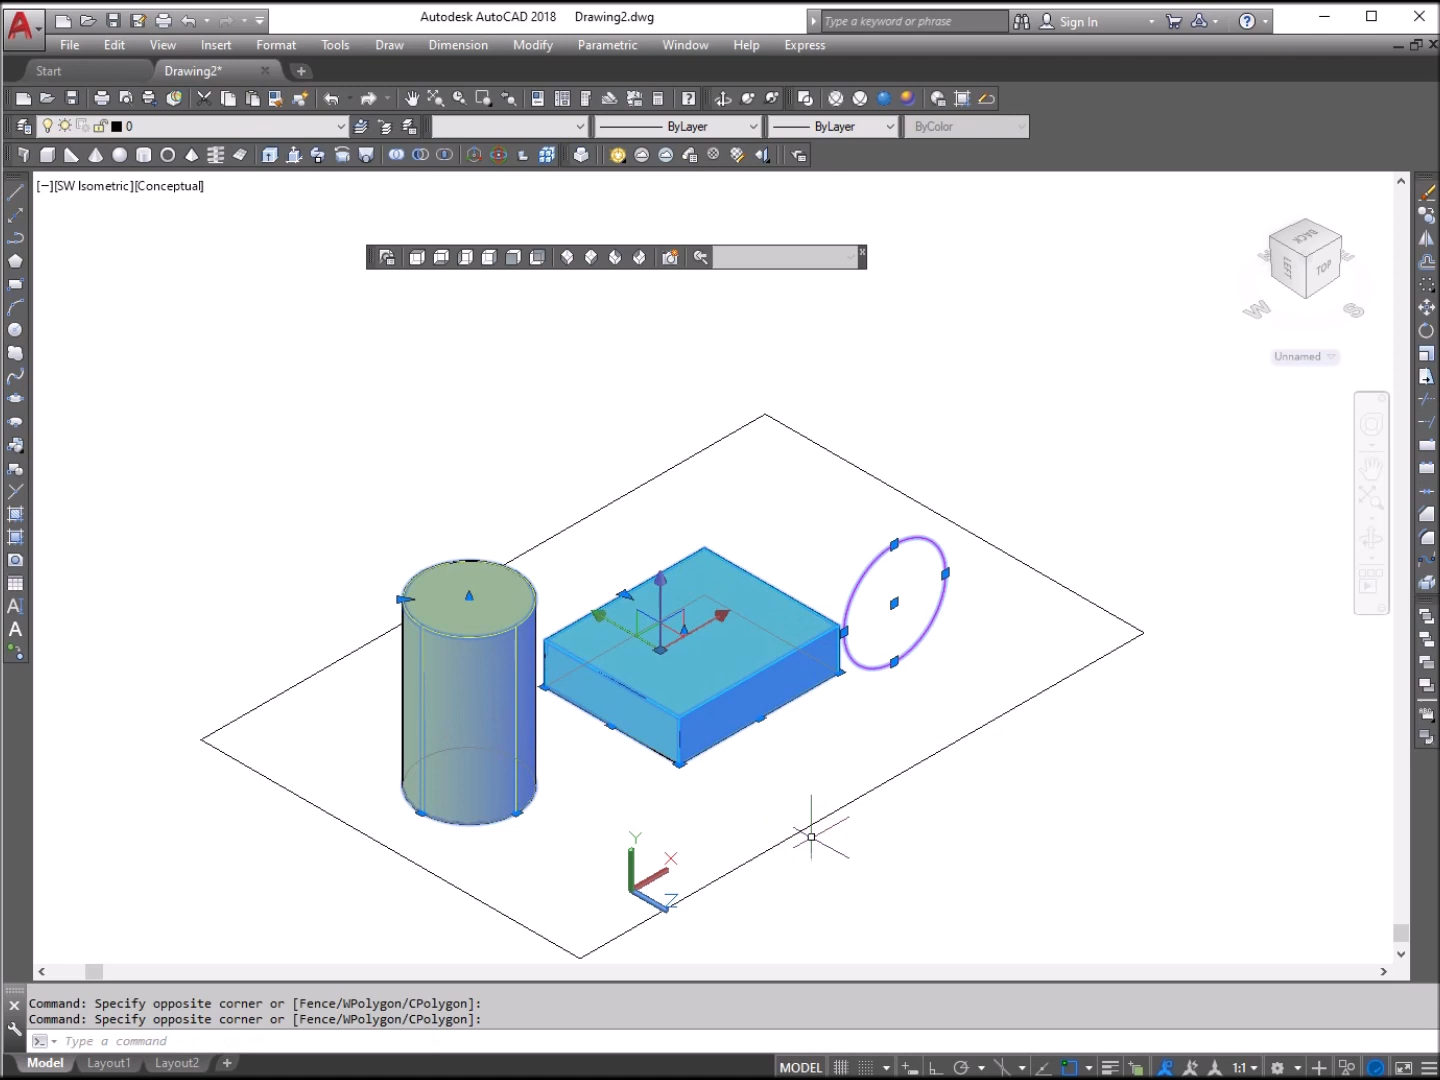 Autodesk AutoCAD 2018 Drawing2.dwg
Type a keyword or phrase
Sign In
File Edit View Insert Format Tools Draw Dimension Modify Parametric Window Help Express
Start
Drawing2*
0
ByLayer
ByLayer
ByColor
[−][SW Isometric][Conceptual]
BACK
LEFT
TOP
W
S
Unnamed
Y
X
Z
Command: Specify opposite corner or [Fence/WPolygon/CPolygon]:
Command: Specify opposite corner or [Fence/WPolygon/CPolygon]:
Type a command
Model Layout1 Layout2
MODEL
1:1